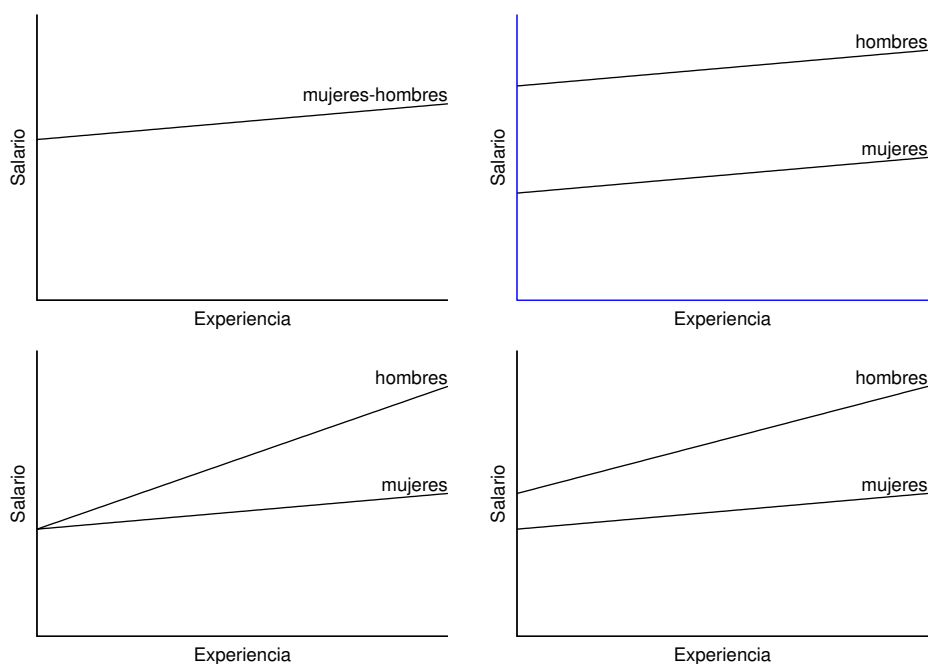 mujeres-hombres
Salario
Experiencia
hombres
mujeres
Salario
Experiencia
hombres
mujeres
Salario
Experiencia
hombres
mujeres
Salario
Experiencia